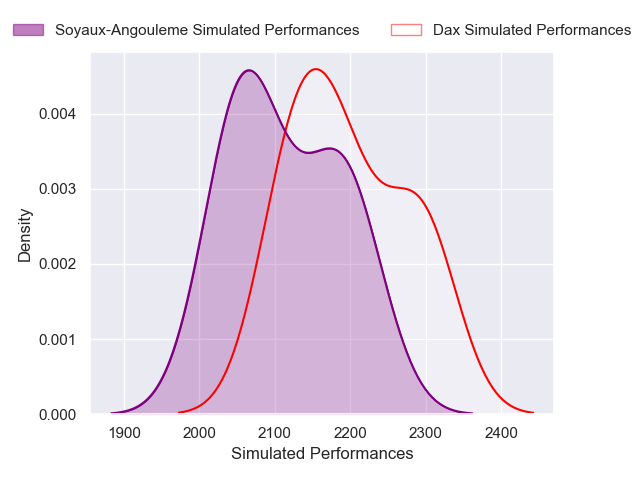 Soyaux-Angouleme Simulated Performances
Dax Simulated Performances
Density
0.004
0.003
0.002
0.001
0.000
1900
2000
2100
2200
2300
2400
Simulated Performances